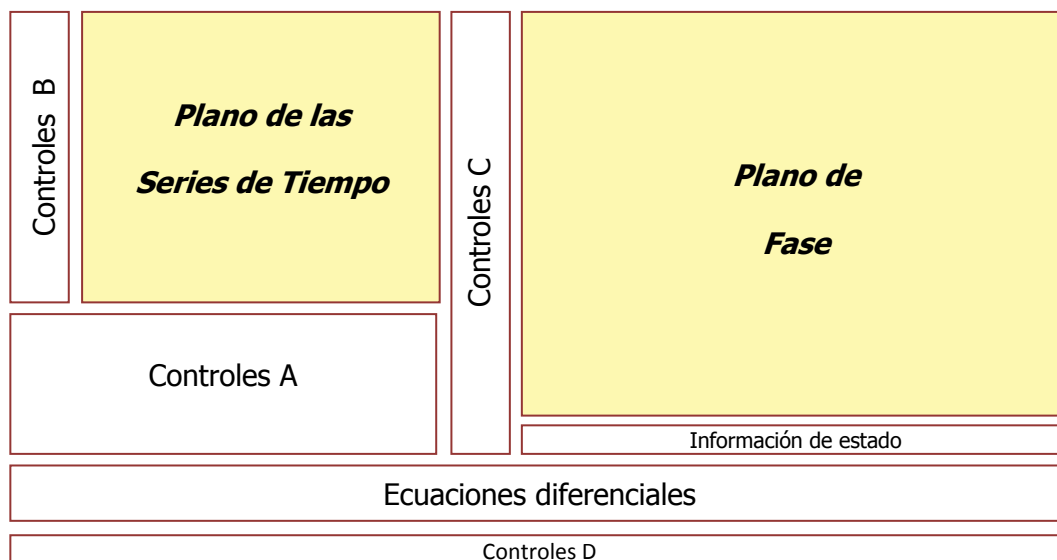 Controles B
Plano de las
Series de Tiempo
Controles C
Plano de
Fase
Controles A
Información de estado
Ecuaciones diferenciales
Controles D